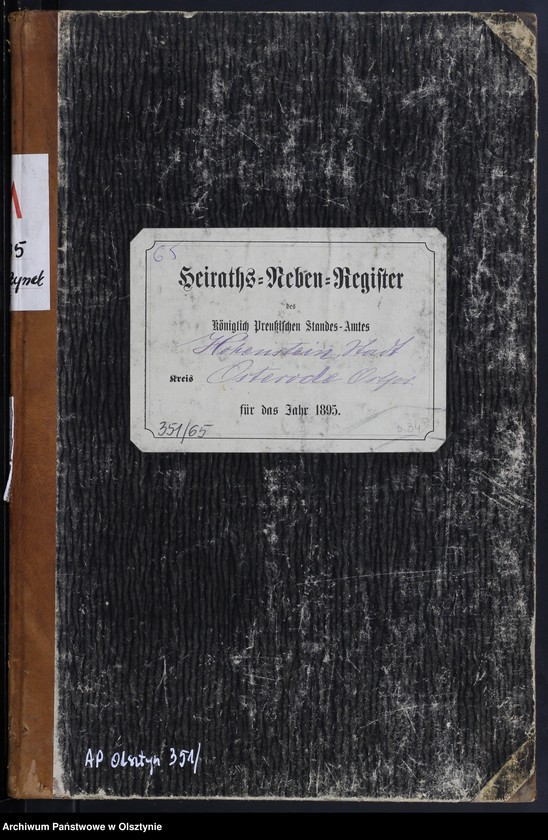 65
Heiraths-Neben-Register
des
Königlich Preußischen Standes-Amtes
Hohenstein, Stadt
Kreis Osterode Ostpr.
für das Jahr 1895.
351/65
AP Olsztyn 351/
Archiwum Państwowe w Olsztynie